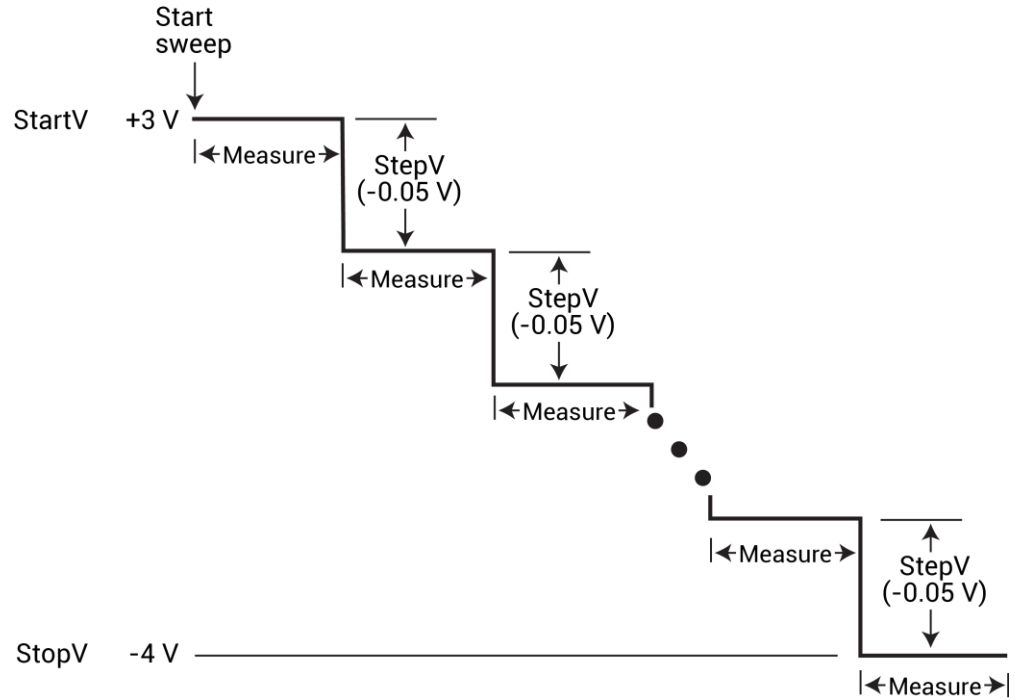 Start
sweep
StartV +3 V
Measure
StepV
(-0.05 V)
Measure
StepV
(-0.05 V)
Measure
Measure
StepV
(-0.05 V)
StopV -4 V
Measure